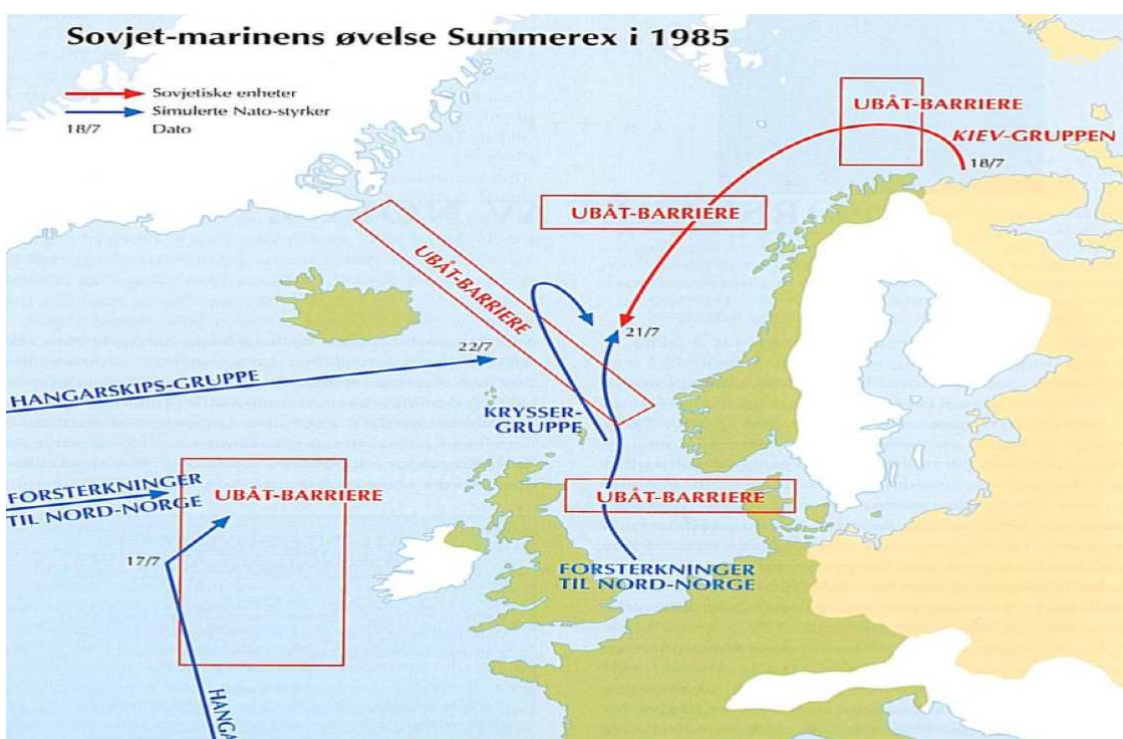 Sovjet-marinens øvelse Summerex i 1985
Sovjetiske enheter
Simulerte Nato-styrker
18/7 Dato
UBÅT-BARRIERE
KIEV-GRUPPEN
18/7
UBÅT-BARRIERE
UBÅT-BARRIERE
21/7
22/7
HANGARSKIPS-GRUPPE
KRYSSER-
GRUPPE
FORSTERKNINGER
TIL NORD-NORGE
UBÅT-BARRIERE
UBÅT-BARRIERE
17/7
FORSTERKNINGER
TIL NORD-NORGE